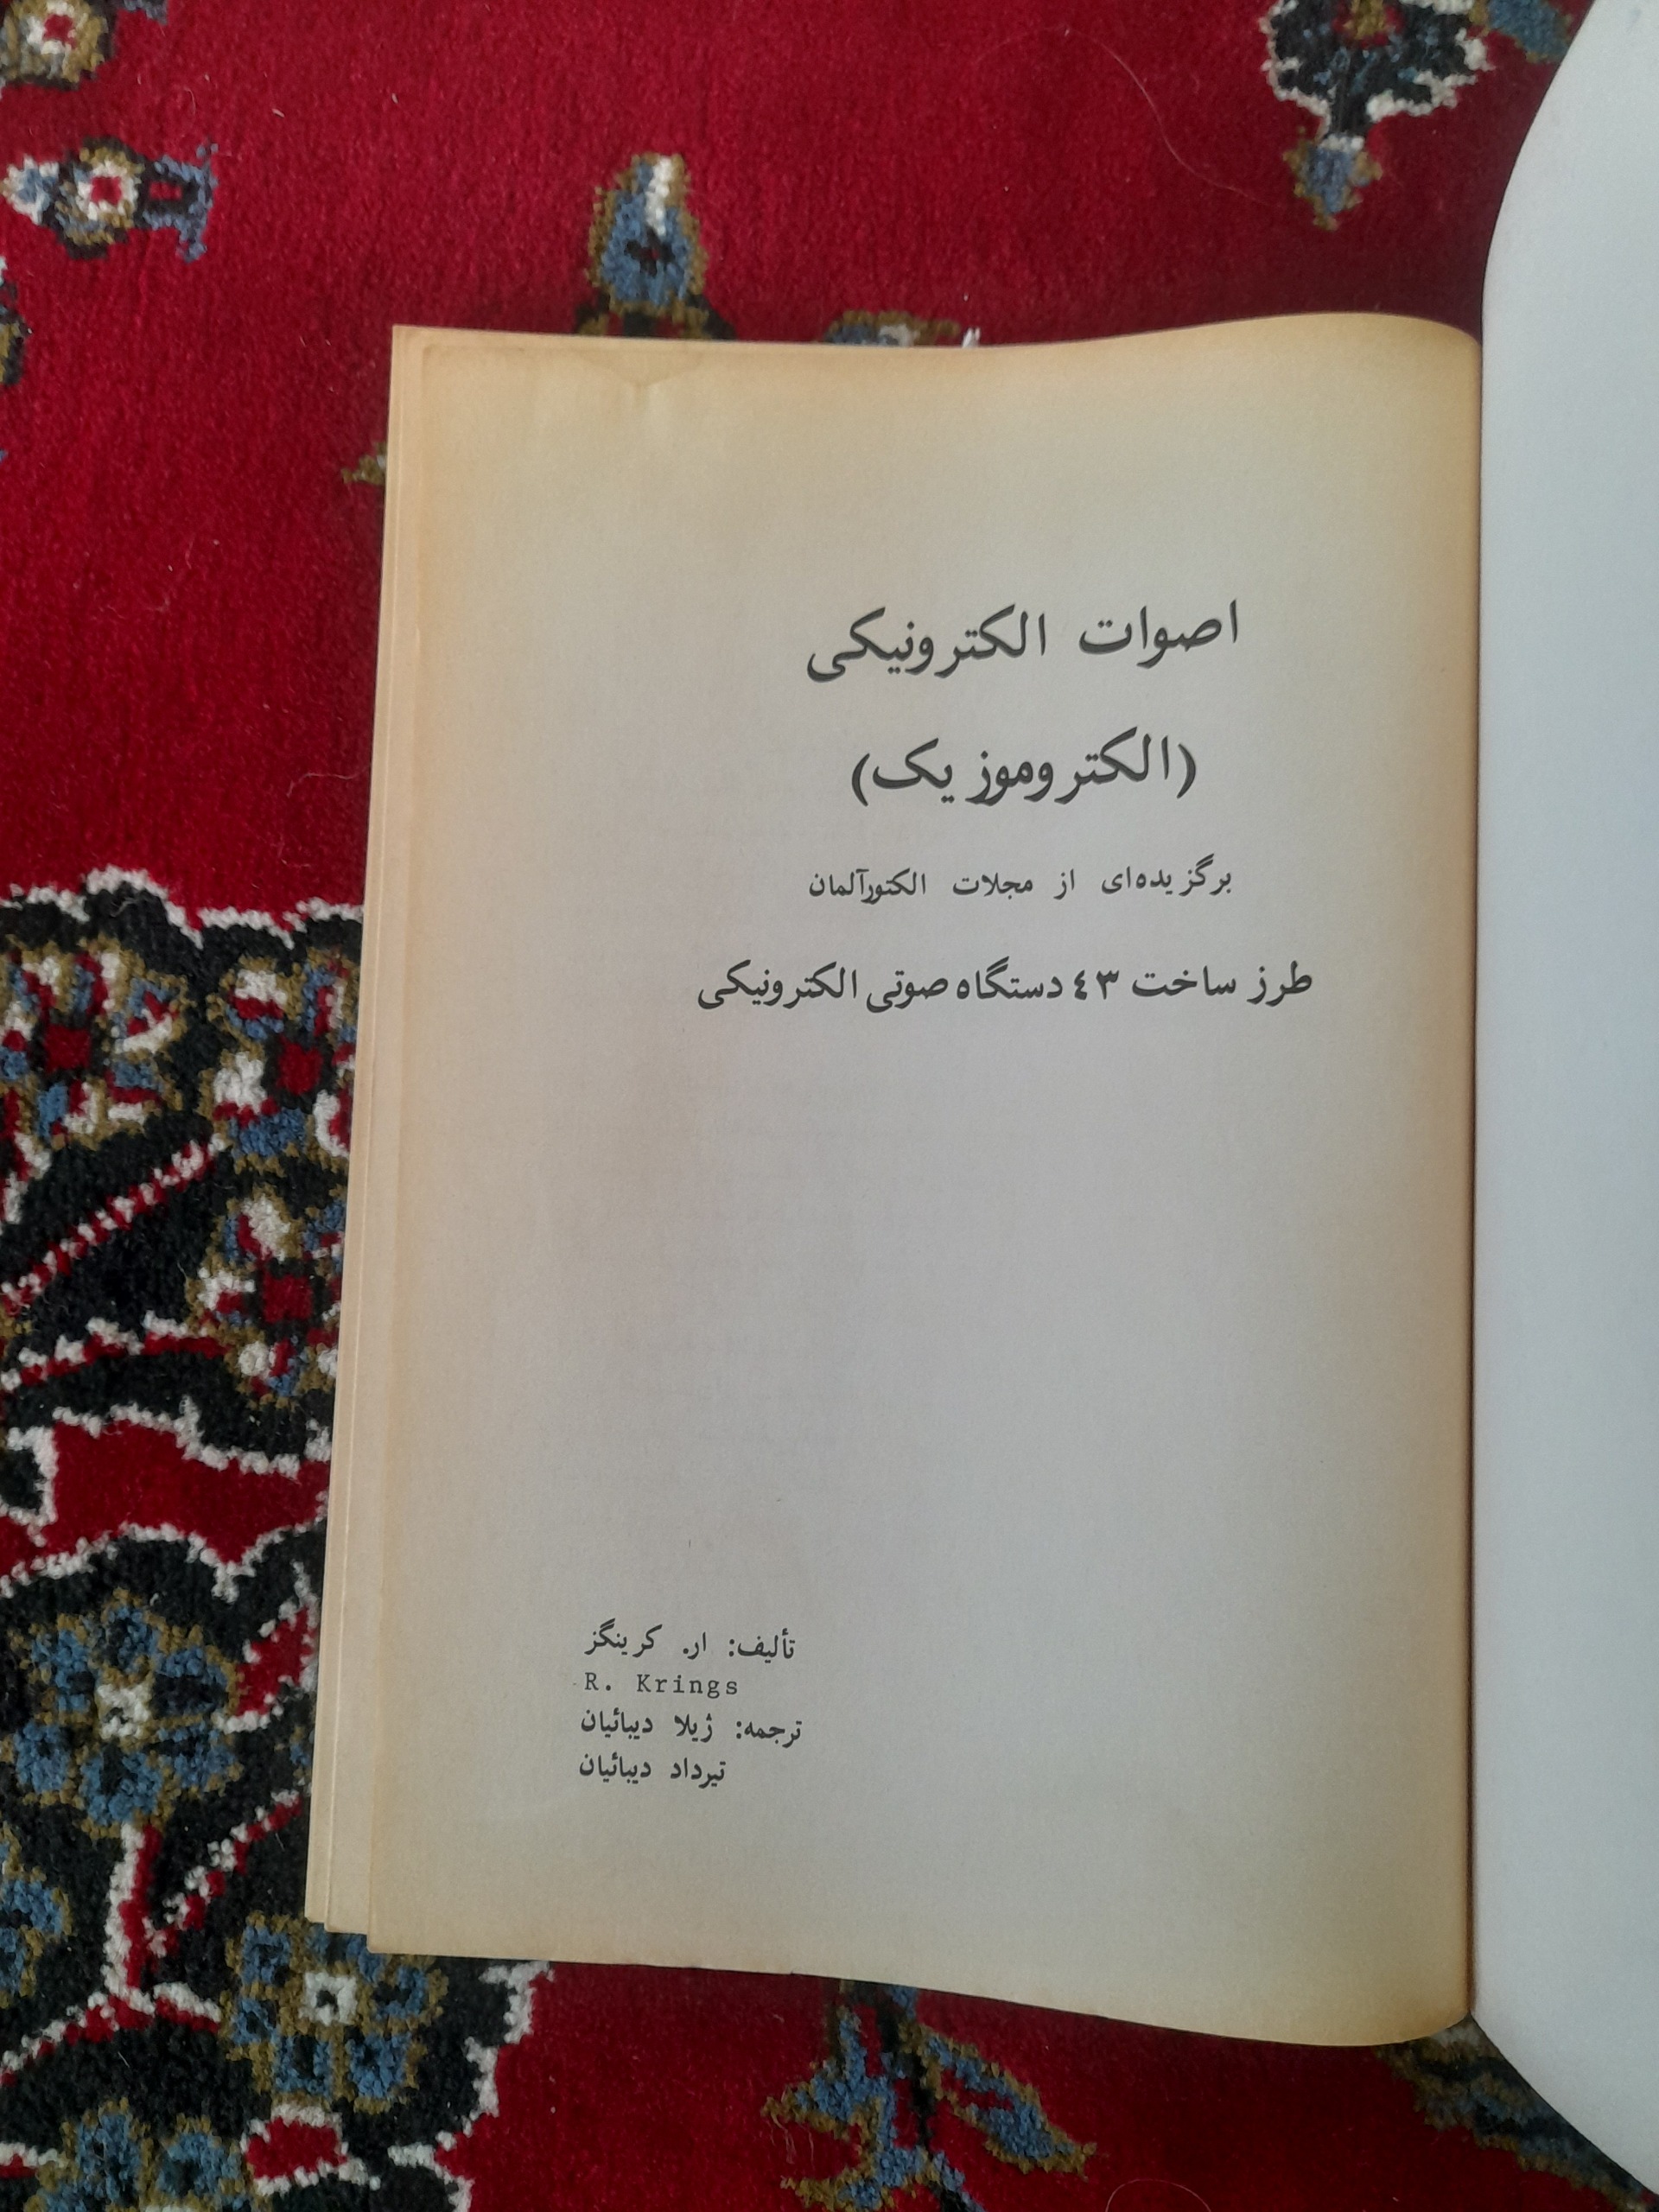 اصوات الکترونیکی
(الکتروموزیک)
برگزیده‌ای از مجلات الکتورآلمان
طرز ساخت ٤٣ دستگاه صوتی الکترونیکی
تألیف: ار. کرینگز
R. Krings
ترجمه: ژیلا دیبائیان
تیرداد دیبائیان